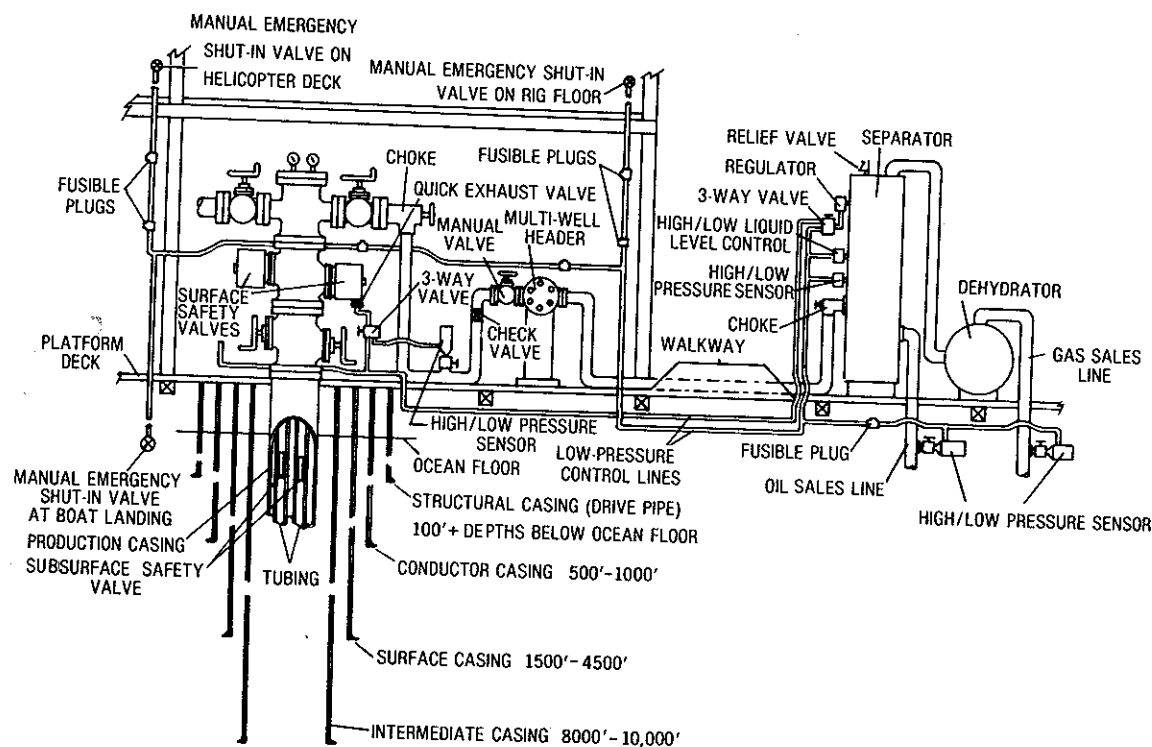 MANUAL EMERGENCY
SHUT-IN VALVE ON
HELICOPTER DECK
MANUAL EMERGENCY SHUT-IN
VALVE ON RIG FLOOR
FUSIBLE
PLUGS
CHOKE
QUICK EXHAUST VALVE
FUSIBLE PLUGS
MANUAL
VALVE
MULTI-WELL
HEADER
RELIEF VALVE
SEPARATOR
REGULATOR
3-WAY VALVE
HIGH/LOW LIQUID
LEVEL CONTROL
HIGH/LOW
PRESSURE SENSOR
CHOKE
DEHYDRATOR
SURFACE
SAFETY
VALVES
3-WAY
VALVE
CHECK
VALVE
WALKWAY
GAS SALES
LINE
PLATFORM
DECK
HIGH/LOW PRESSURE
SENSOR
OCEAN FLOOR
LOW-PRESSURE
CONTROL LINES
FUSIBLE PLUG
OIL SALES LINE
HIGH/LOW PRESSURE SENSOR
MANUAL EMERGENCY
SHUT-IN VALVE
AT BOAT LANDING
PRODUCTION CASING
SUBSURFACE SAFETY
VALVE
TUBING
STRUCTURAL CASING (DRIVE PIPE)
100'+ DEPTHS BELOW OCEAN FLOOR
CONDUCTOR CASING 500'-1000'
SURFACE CASING 1500'-4500'
INTERMEDIATE CASING 8000'-10,000'